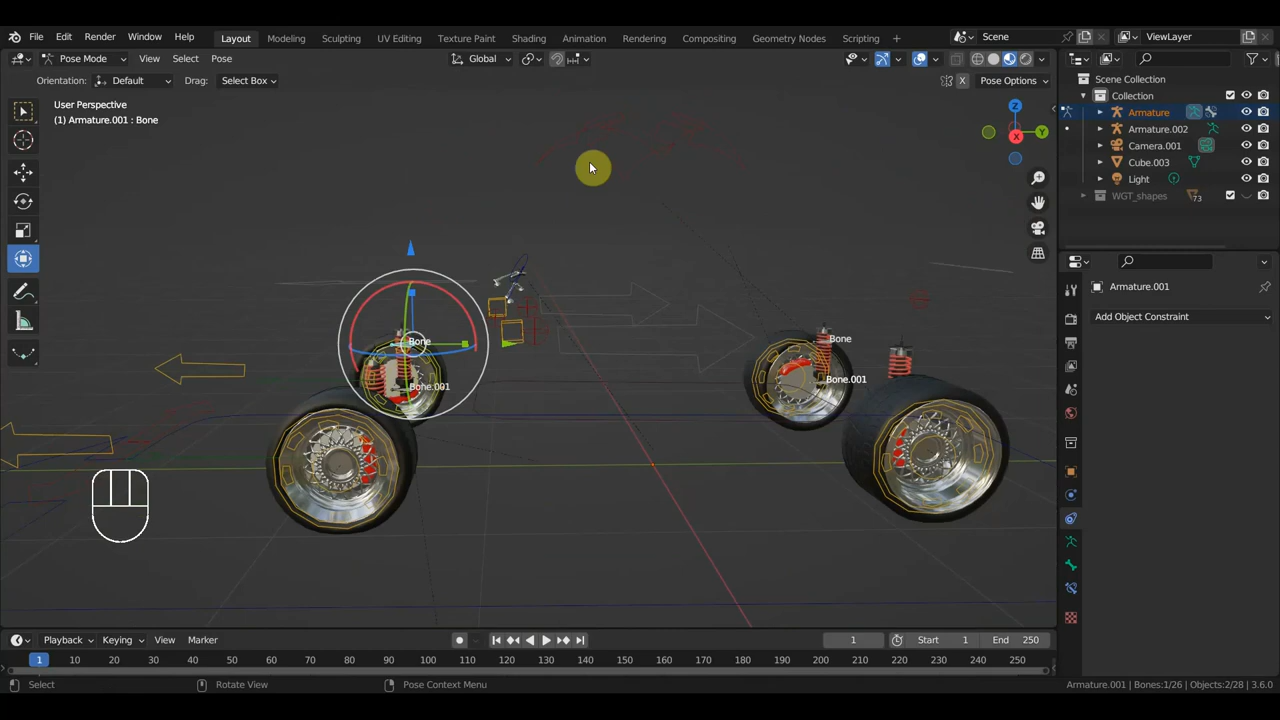 File Edit Render Window Help Layout Modeling Sculpting UV Editing Texture Paint Shading Animation Rendering Compositing Geometry Nodes Scripting + Scene ViewLayer
Pose Mode View Select Pose Global
Orientation: Default Drag: Select Box X Pose Options
User Perspective
(1) Armature.001 : Bone
Z
Y
X
Bone
Bone.001
Bone
Bone.001
Scene Collection
Collection
Armature
Armature.002
Camera.001
Cube.003
Light
WGT_shapes 73
Armature.001
Add Object Constraint
Playback Keying View Marker 1 Start 1 End 250
1 10 20 30 40 50 60 70 80 90 100 110 120 130 140 150 160 170 180 190 200 210 220 230 240 250
Select Rotate View Pose Context Menu Armature.001 | Bones:1/26 | Objects:2/28 | 3.6.0